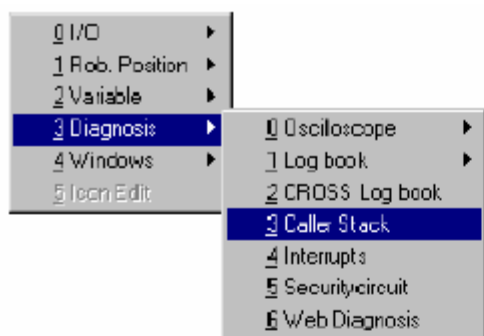 0 I/O
1 Rob. Position
2 Variable
3 Diagnosis
4 Windows
5 Icon Edit
0 Osciloscope
1 Log book
2 CROSS Log book
3 Caller Stack
4 Interrupts
5 Security-circuit
6 Web Diagnosis